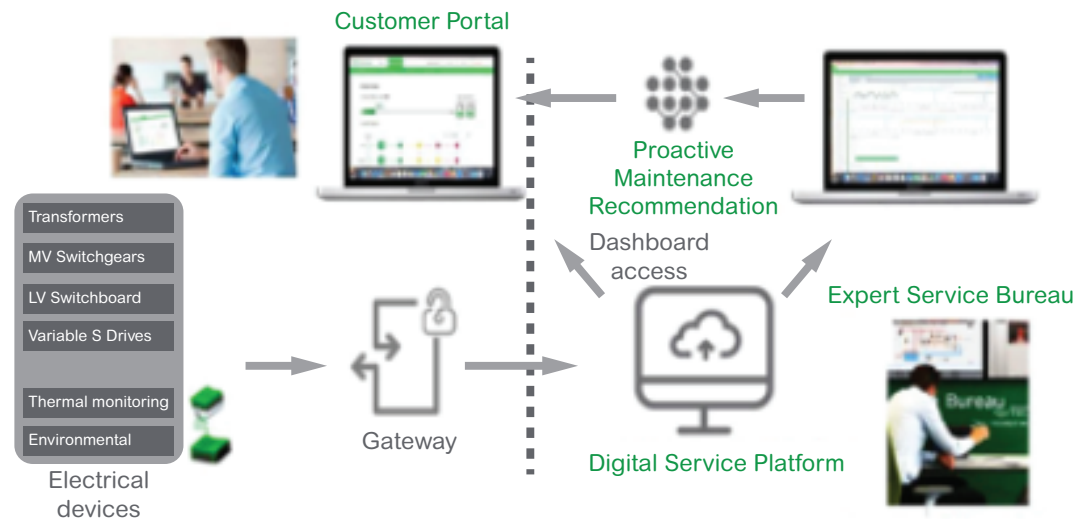 Customer Portal
Proactive
Maintenance
Recommendation
Transformers
MV Switchgears
LV Switchboard
Variable S Drives
Thermal monitoring
Environmental
Electrical
devices
Gateway
Dashboard
access
Digital Service Platform
Expert Service Bureau
Bureau